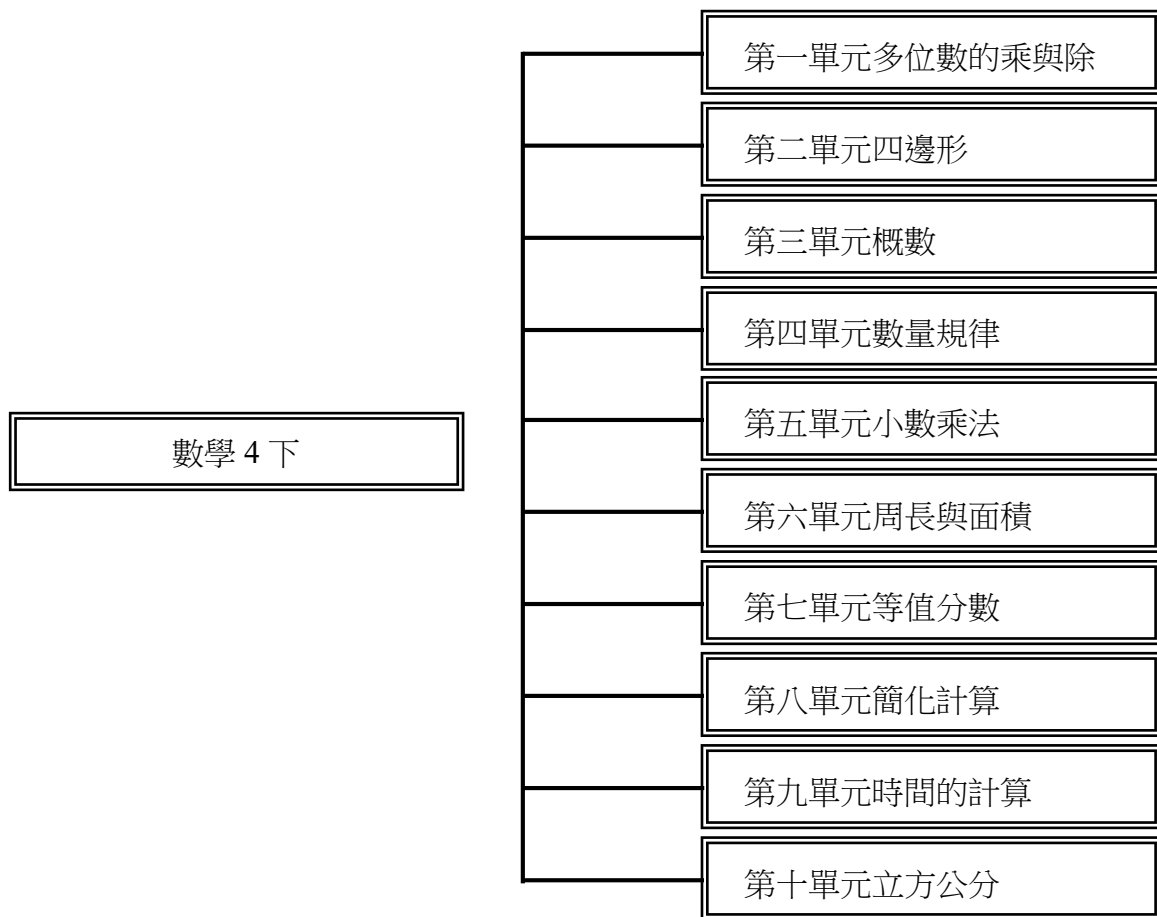 第一單元多位數的乘與除
第二單元四邊形
第三單元概數
第四單元數量規律
數學 4 下
第五單元小數乘法
第六單元周長與面積
第七單元等值分數
第八單元簡化計算
第九單元時間的計算
第十單元立方公分